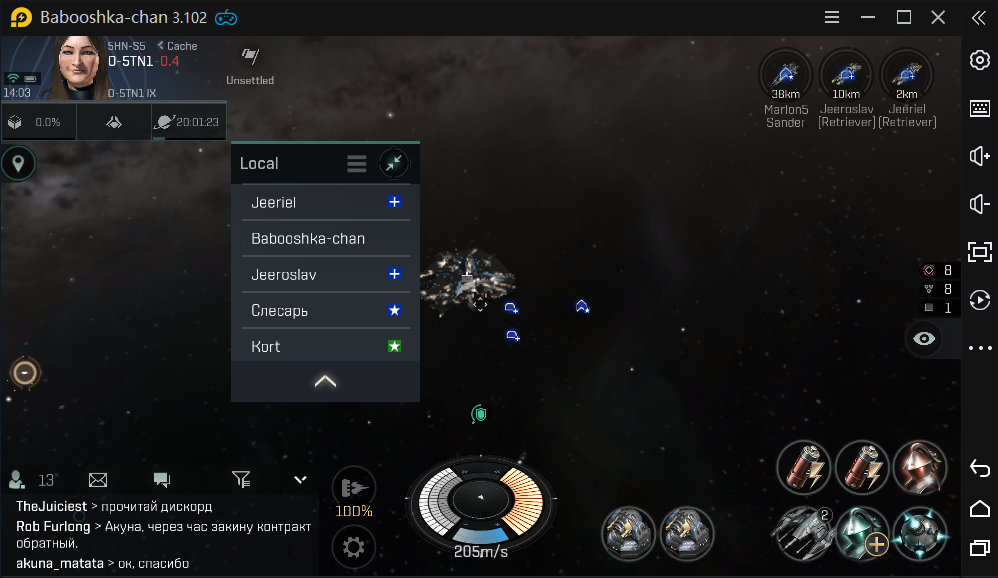 Babooshka-chan 3.102
5HN-S5 < Cache
O-5TN1 -0.4
O-5TN1 IX
14:03
Unsettled
0.0%
20:01:23
38km
10km
2km
Marlon5 Sander
Jeeroslav [Retriever]
Jeeriel [Retriever]
Local
Jeeriel
Babooshka-chan
Jeeroslav
Слесарь
Kort
8
8
1
13
TheJuiciest > прочитай дискорд
Rob Furlong > Акуна, через час закину контракт
обратный.
akuna_matata > ок, спасибо
100%
205m/s
2